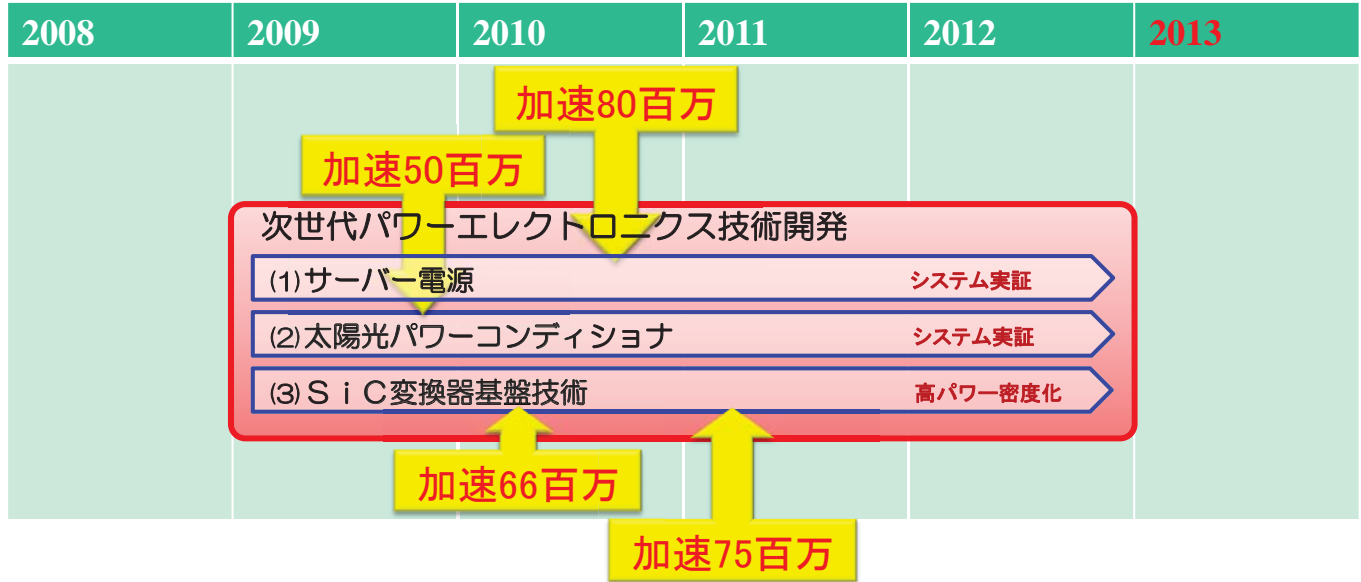 2008 2009 2010 2011 2012 2013
加速80百万
加速50百万
次世代パワーエレクトロニクス技術開発
(1)サーバー電源 システム実証
(2)太陽光パワーコンディショナ システム実証
(3)ＳｉＣ変換器基盤技術 高パワー密度化
加速66百万
加速75百万